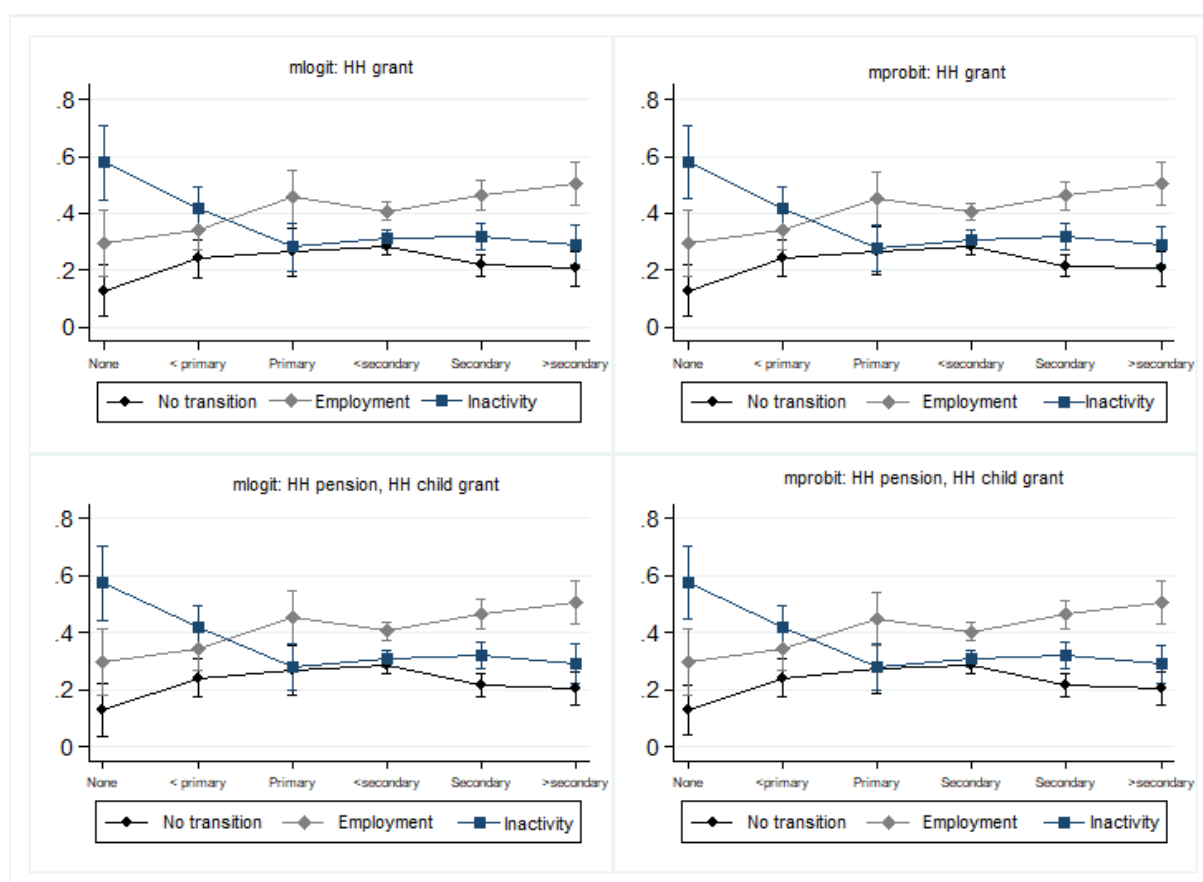 mlogit: HH grant
.8
.6
.4
.2
0
None < primary Primary <secondary Secondary >secondary
No transition Employment Inactivity
mprobit: HH grant
.8
.6
.4
.2
0
None < primary Primary <secondary Secondary >secondary
No transition Employment Inactivity
mlogit: HH pension, HH child grant
.8
.6
.4
.2
0
None < primary Primary <secondary Secondary >secondary
No transition Employment Inactivity
mprobit: HH pension, HH child grant
.8
.6
.4
.2
0
None <primary Primary Secondary Secondary >secondary
No transition Employment Inactivity